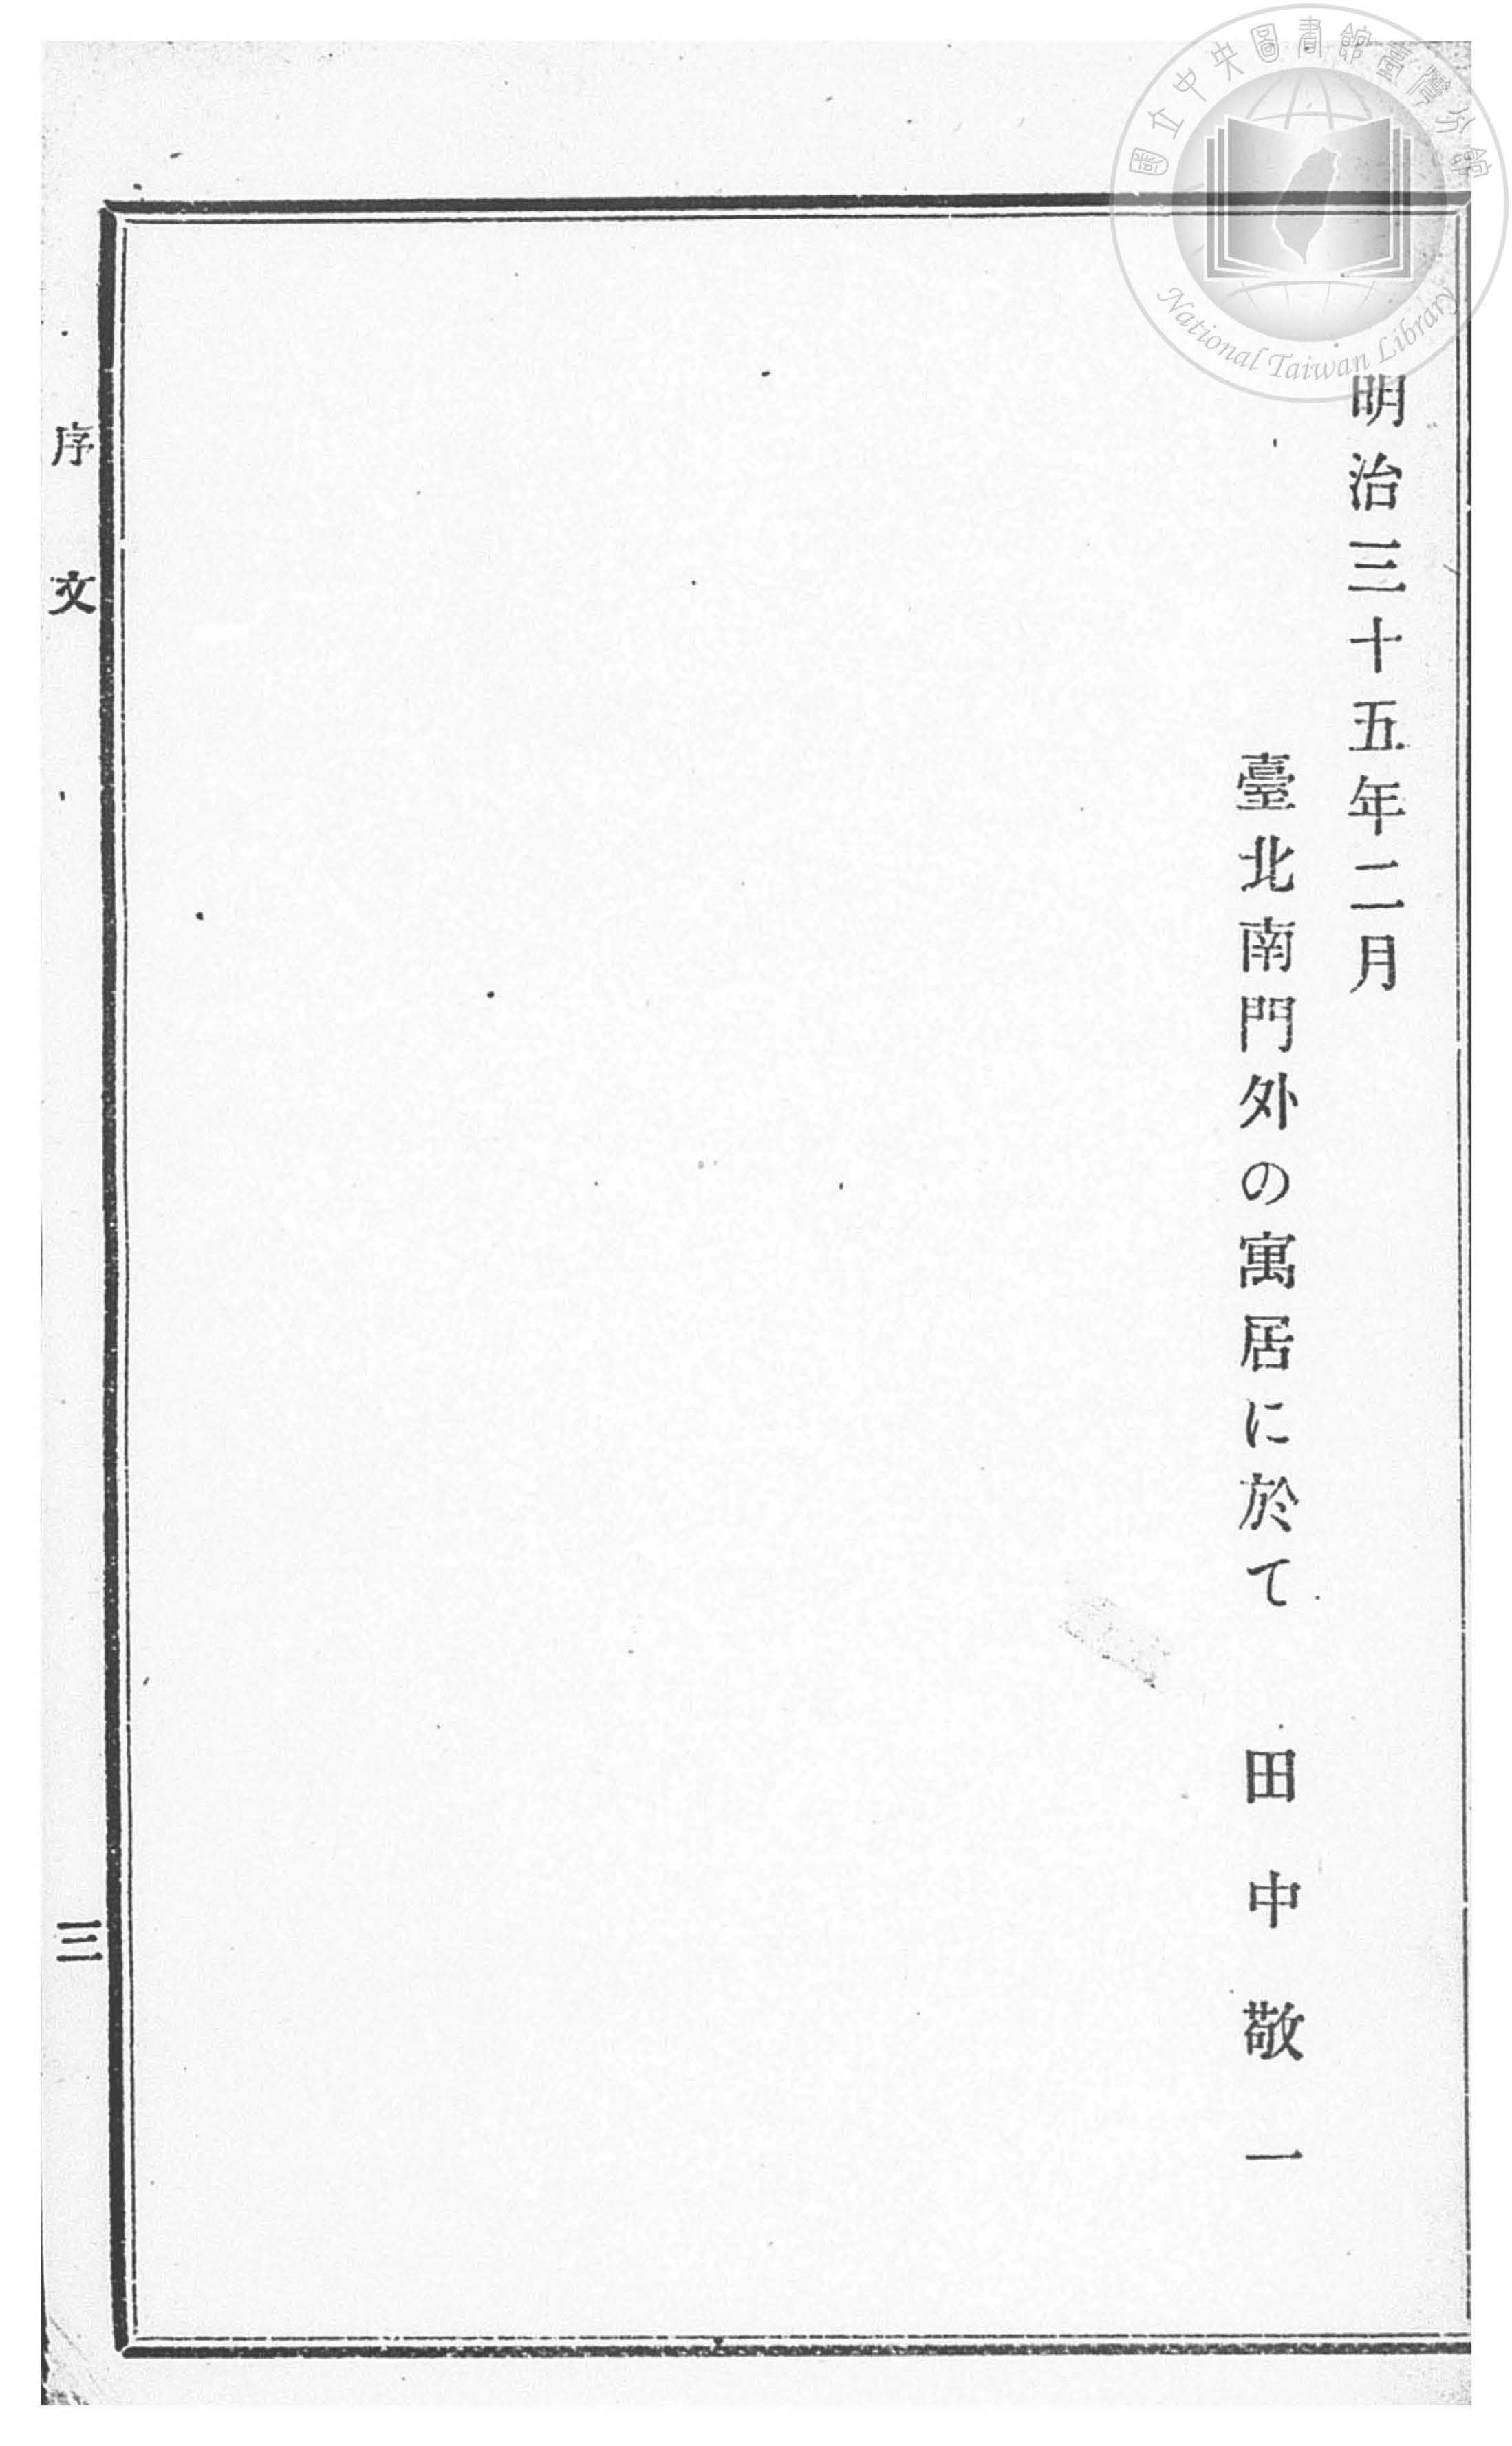 明治三十五年二月
臺北南門外の寓居に於て 田中敬一
序文
三
國立中央圖書館臺灣分館
National Taiwan Library